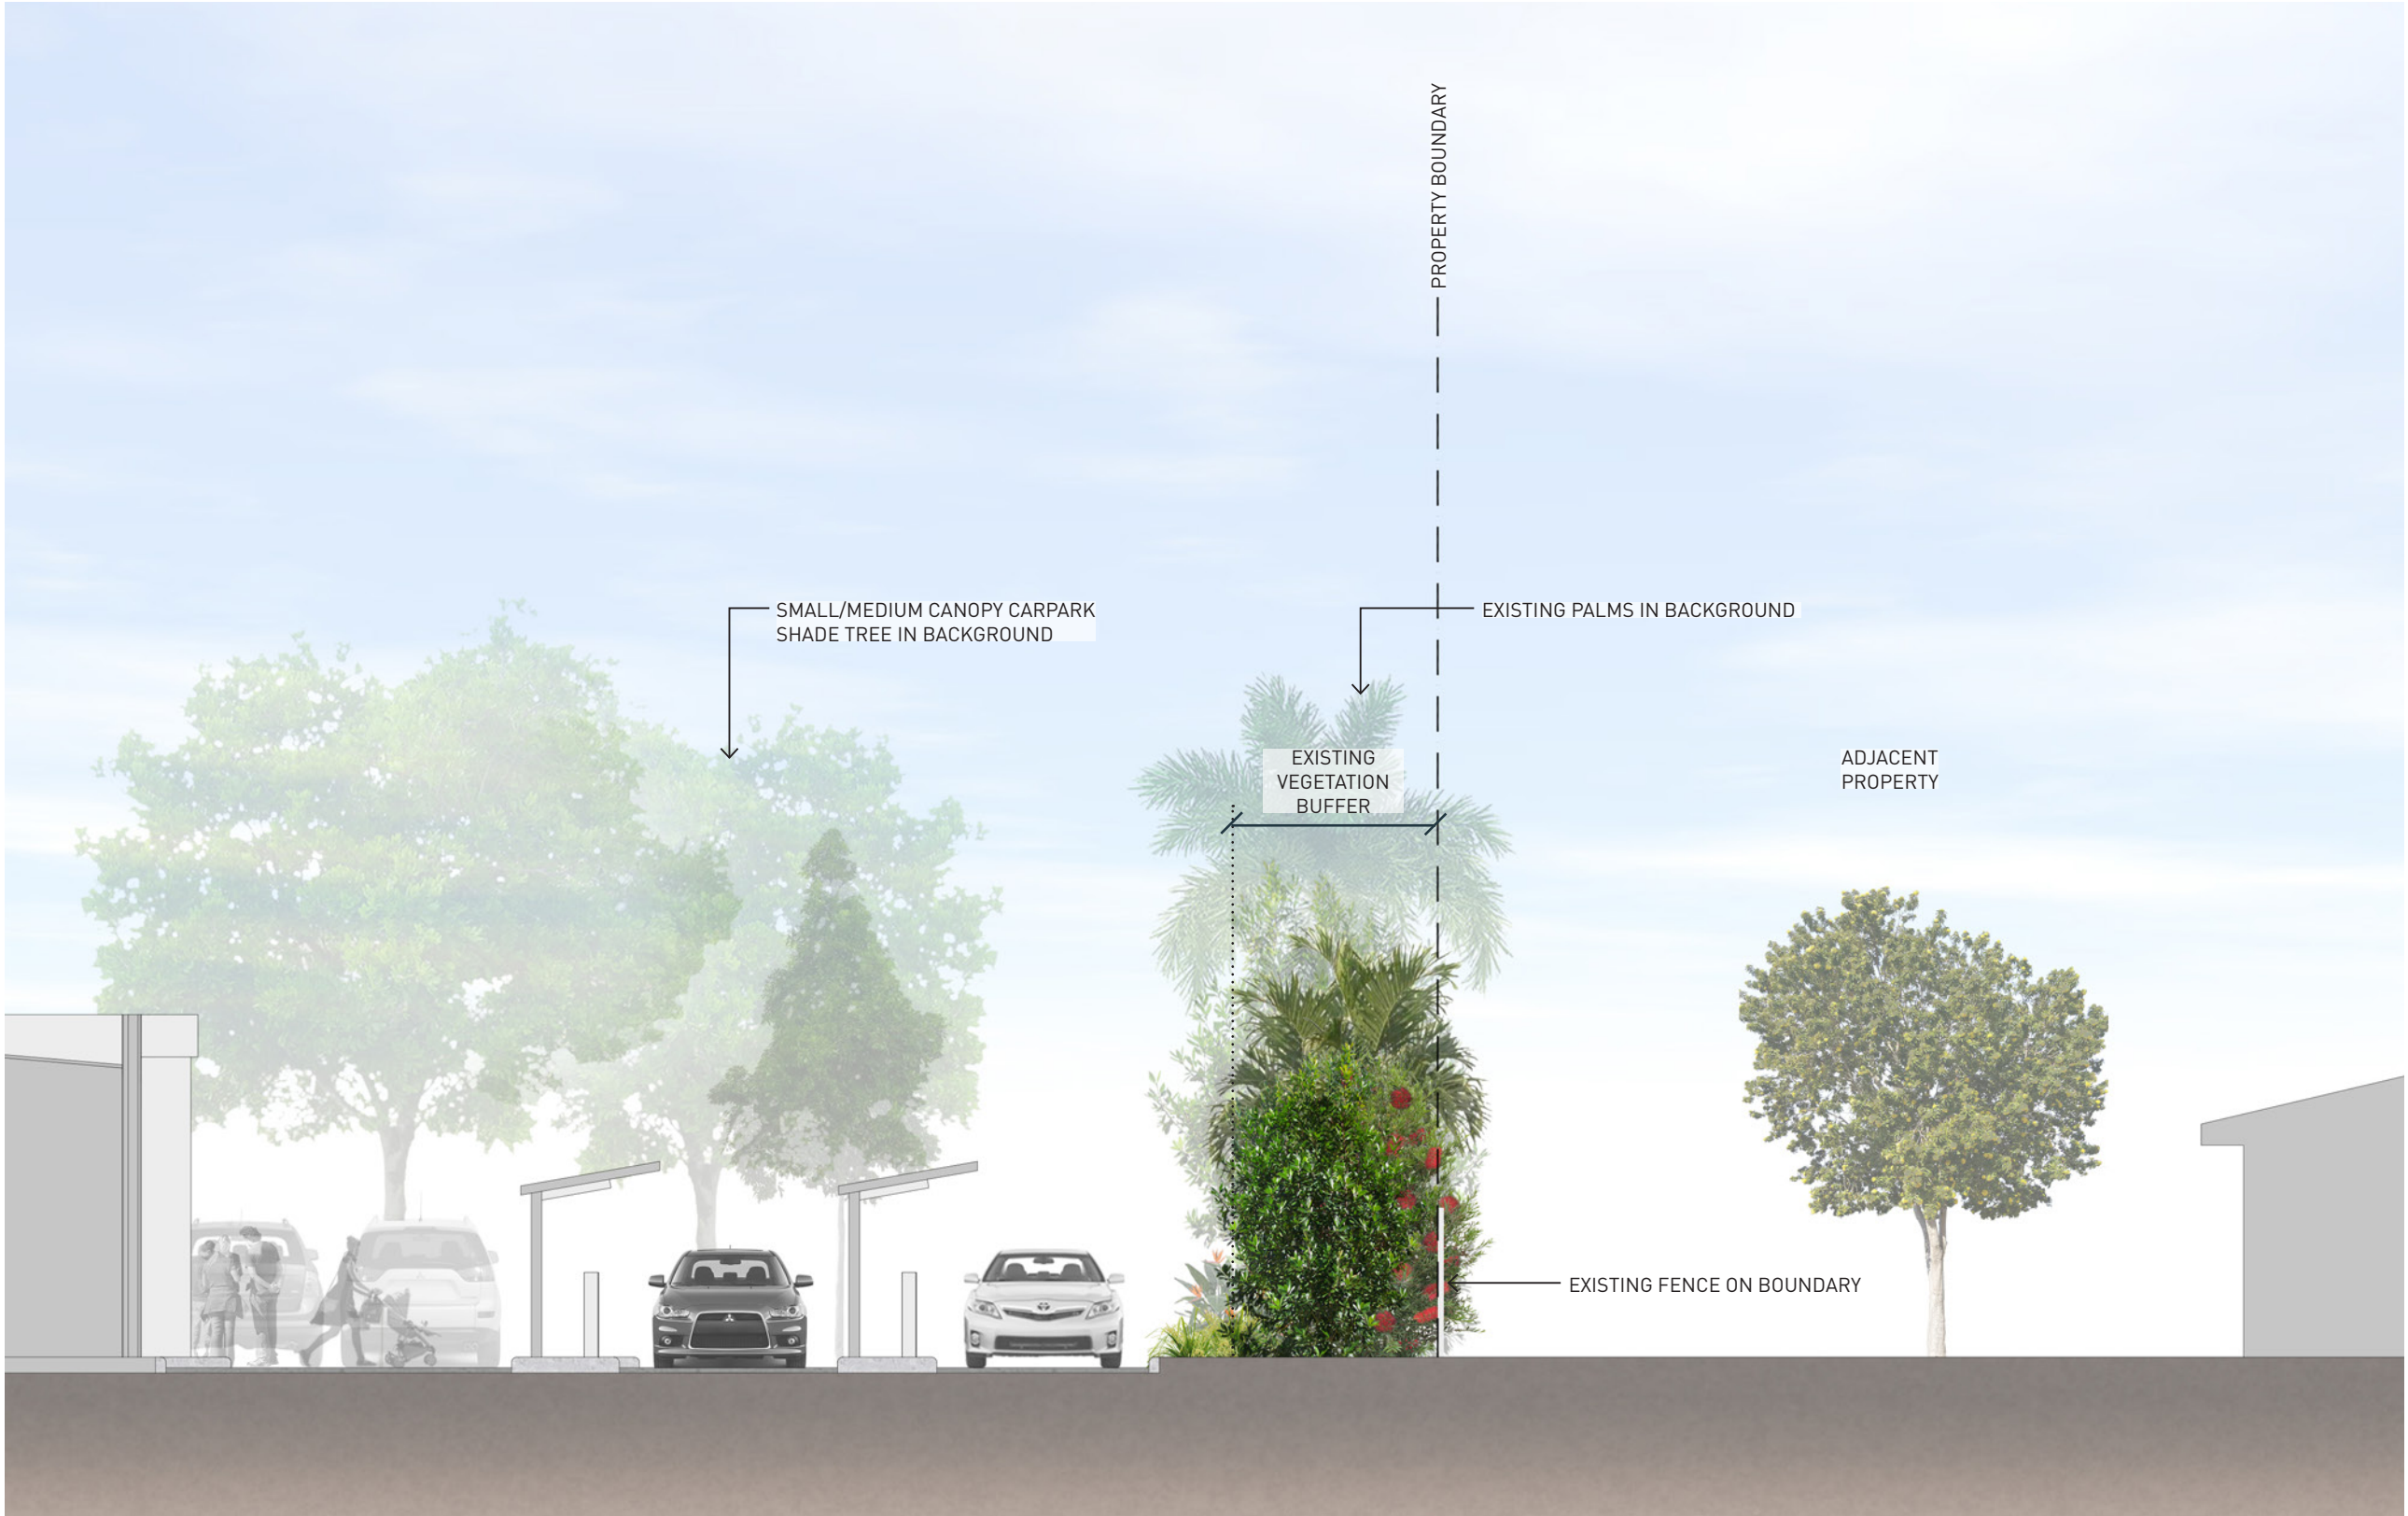 PROPERTY BOUNDARY
SMALL/MEDIUM CANOPY CARPARK
SHADE TREE IN BACKGROUND
EXISTING PALMS IN BACKGROUND
EXISTING
VEGETATION
BUFFER
ADJACENT
PROPERTY
EXISTING FENCE ON BOUNDARY